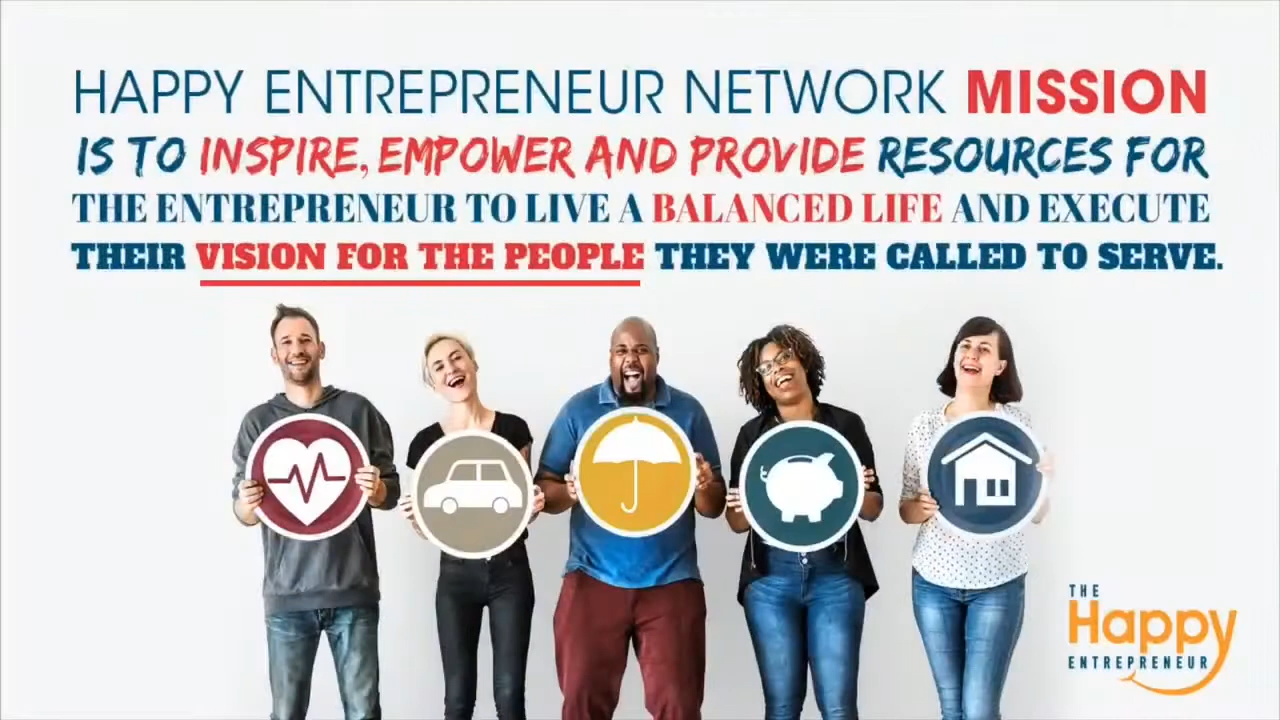 HAPPY ENTREPRENEUR NETWORK MISSION
IS TO INSPIRE, EMPOWER AND PROVIDE RESOURCES FOR
THE ENTREPRENEUR TO LIVE A BALANCED LIFE AND EXECUTE
THEIR VISION FOR THE PEOPLE THEY WERE CALLED TO SERVE.
THE
Happy
ENTREPRENEUR